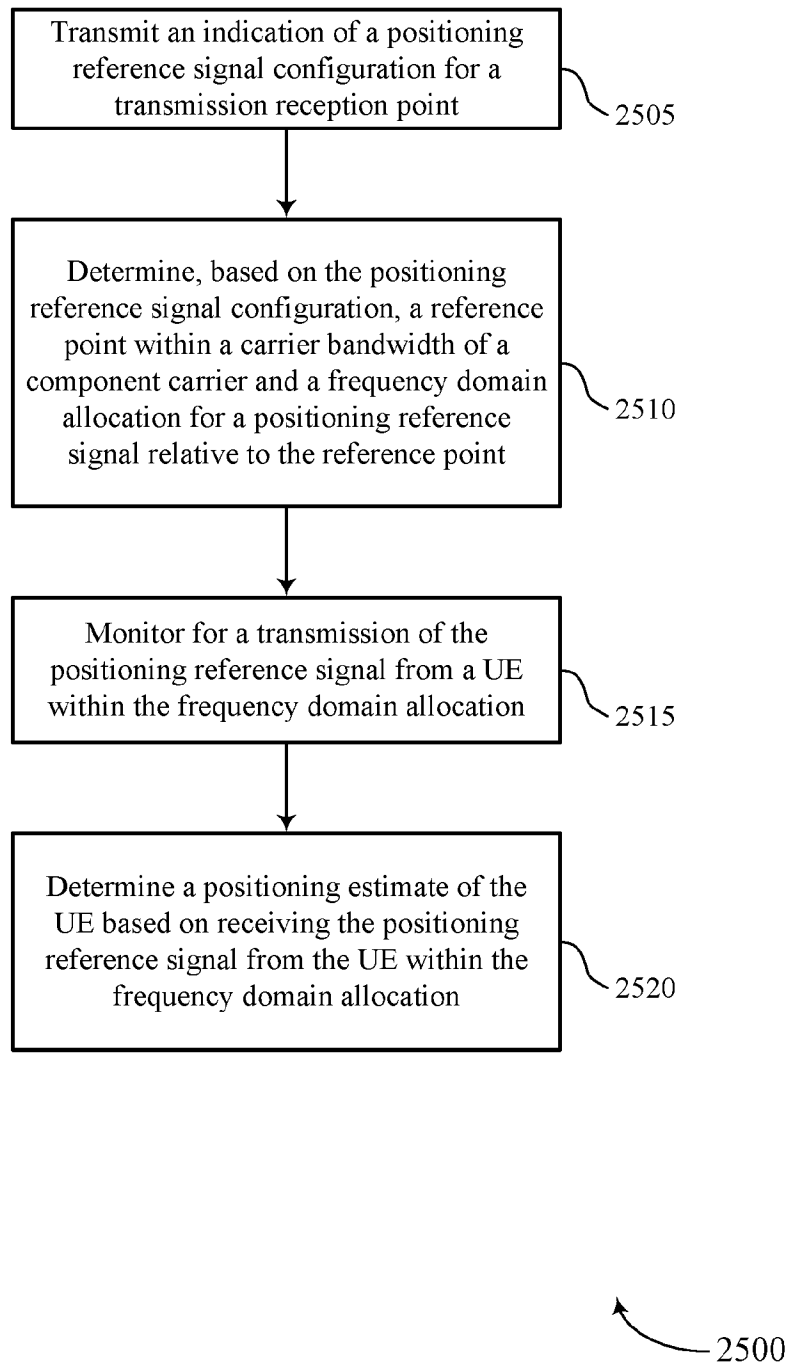 Transmit an indication of a positioning
reference signal configuration for a
transmission reception point
2505
Determine, based on the positioning
reference signal configuration, a reference
point within a carrier bandwidth of a
component carrier and a frequency domain
allocation for a positioning reference
signal relative to the reference point
2510
Monitor for a transmission of the
positioning reference signal from a UE
within the frequency domain allocation
2515
Determine a positioning estimate of the
UE based on receiving the positioning
reference signal from the UE within the
frequency domain allocation
2520
2500